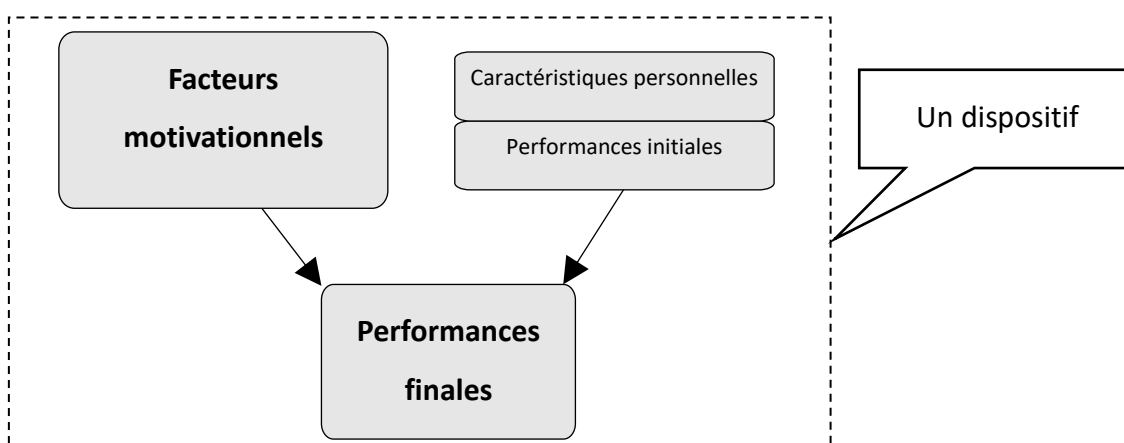 Facteurs
motivationnels
Caractéristiques personnelles
Performances initiales
Un dispositif
Performances
finales